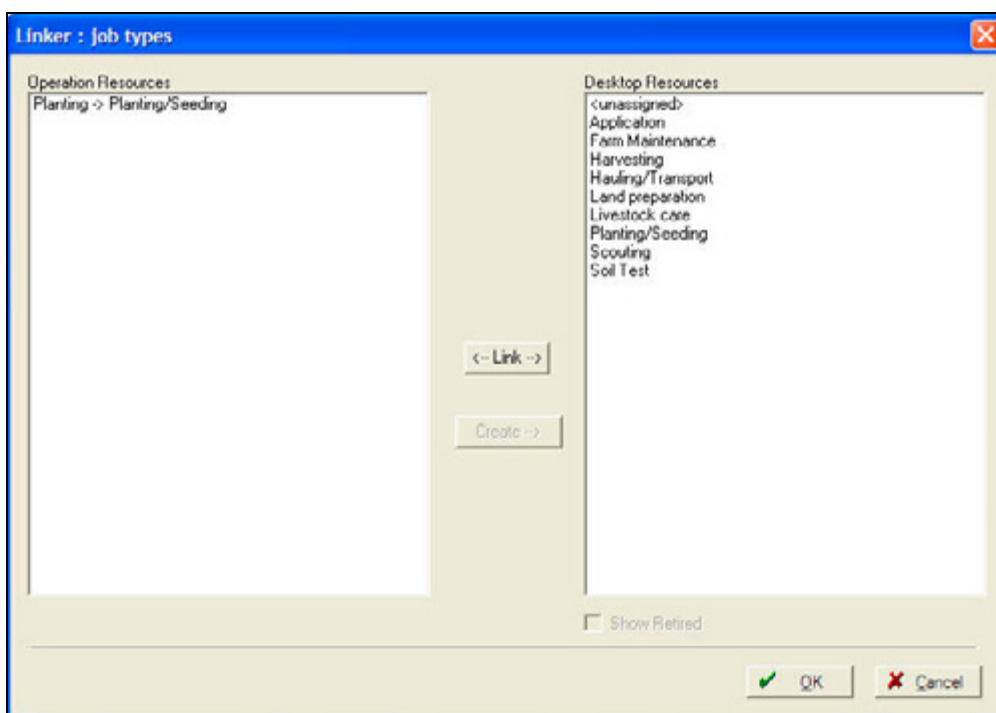 Linker : job types
Operation Resources
Planting -> Planting/Seeding
Desktop Resources
<unassigned>
Application
Farm Maintenance
Harvesting
Hauling/Transport
Land preparation
Livestock care
Planting/Seeding
Scouting
Soil Test
<-- Link -->
Create -->
Show Retired
OK
Cancel